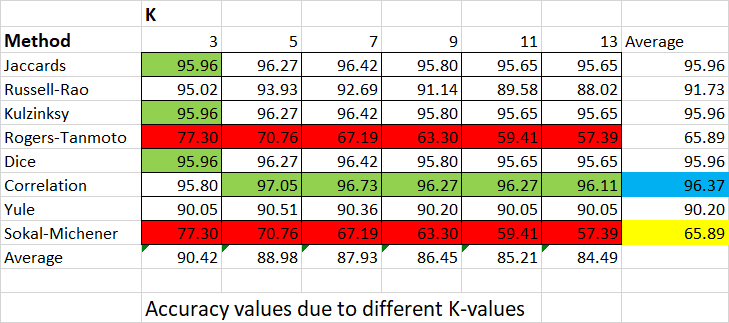 K
Method 3 5 7 9 11 13 Average
Jaccards 95.96 96.27 96.42 95.80 95.65 95.65 95.96
Russell-Rao 95.02 93.93 92.69 91.14 89.58 88.02 91.73
Kulzinksy 95.96 96.27 96.42 95.80 95.65 95.65 95.96
Rogers-Tanmoto 77.30 70.76 67.19 63.30 59.41 57.39 65.89
Dice 95.96 96.27 96.42 95.80 95.65 95.65 95.96
Correlation 95.80 97.05 96.73 96.27 96.27 96.11 96.37
Yule 90.05 90.51 90.36 90.20 90.05 90.05 90.20
Sokal-Michener 77.30 70.76 67.19 63.30 59.41 57.39 65.89
Average 90.42 88.98 87.93 86.45 85.21 84.49
Accuracy values due to different K-values